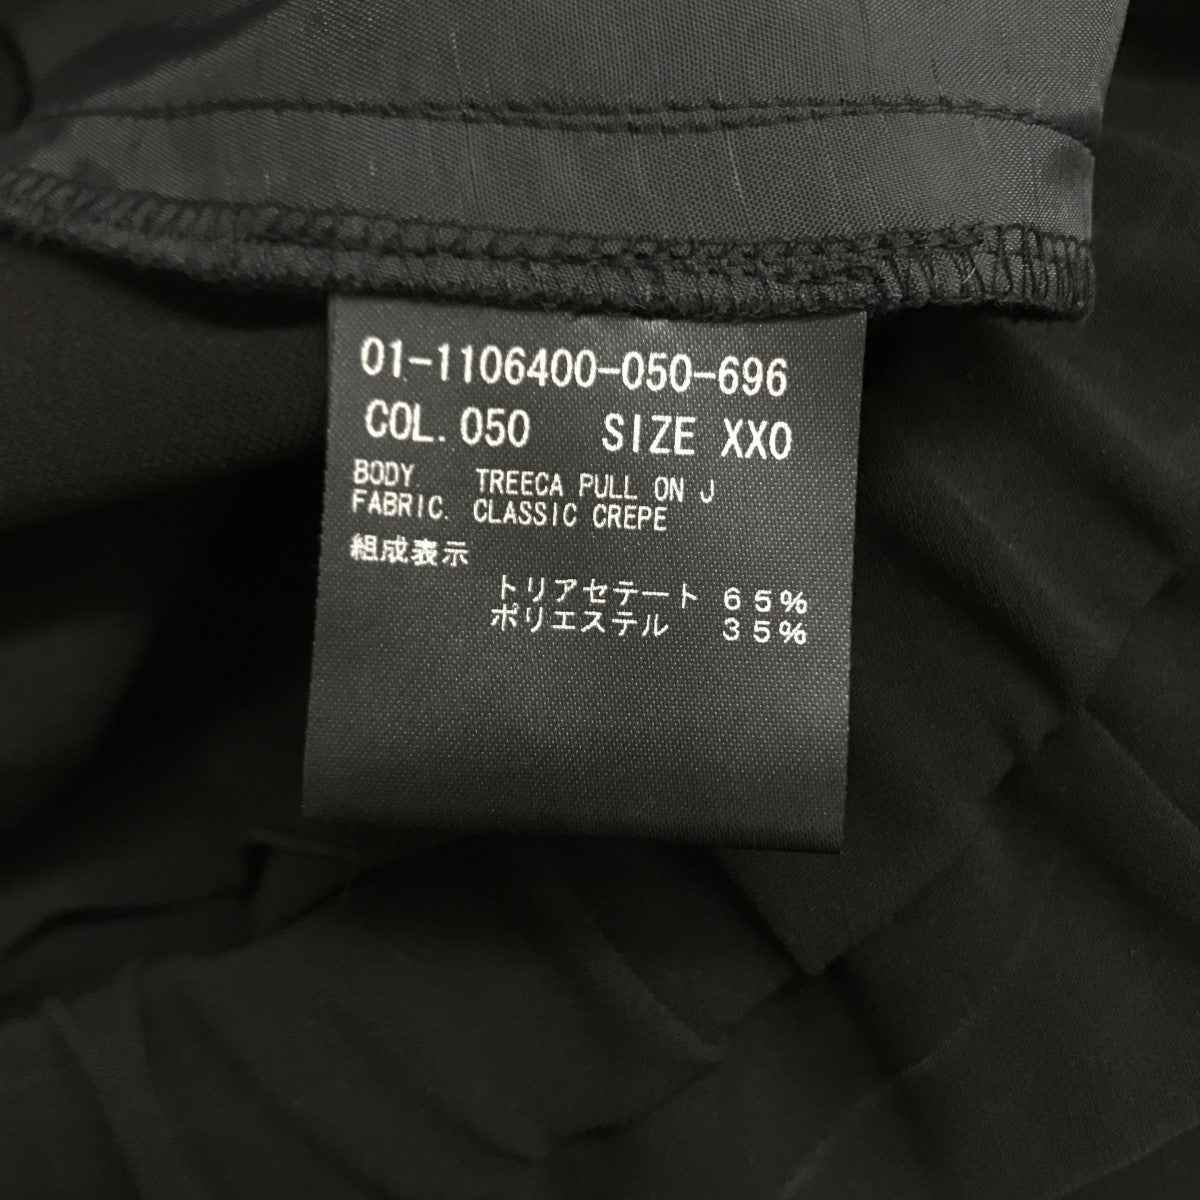 01-1106400-050-696
COL. 050 SIZE XXO
BODY TREECA PULL ON J
FABRIC. CLASSIC CREPE
組成表示
トリアセテート 65%
ポリエステル 35%